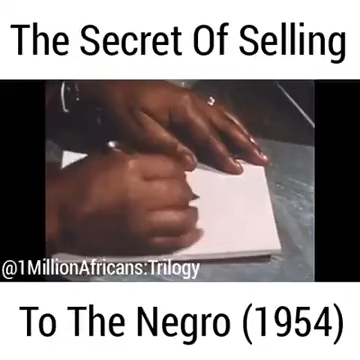 The Secret Of Selling
@1MillionAfricans:Trilogy
To The Negro (1954)